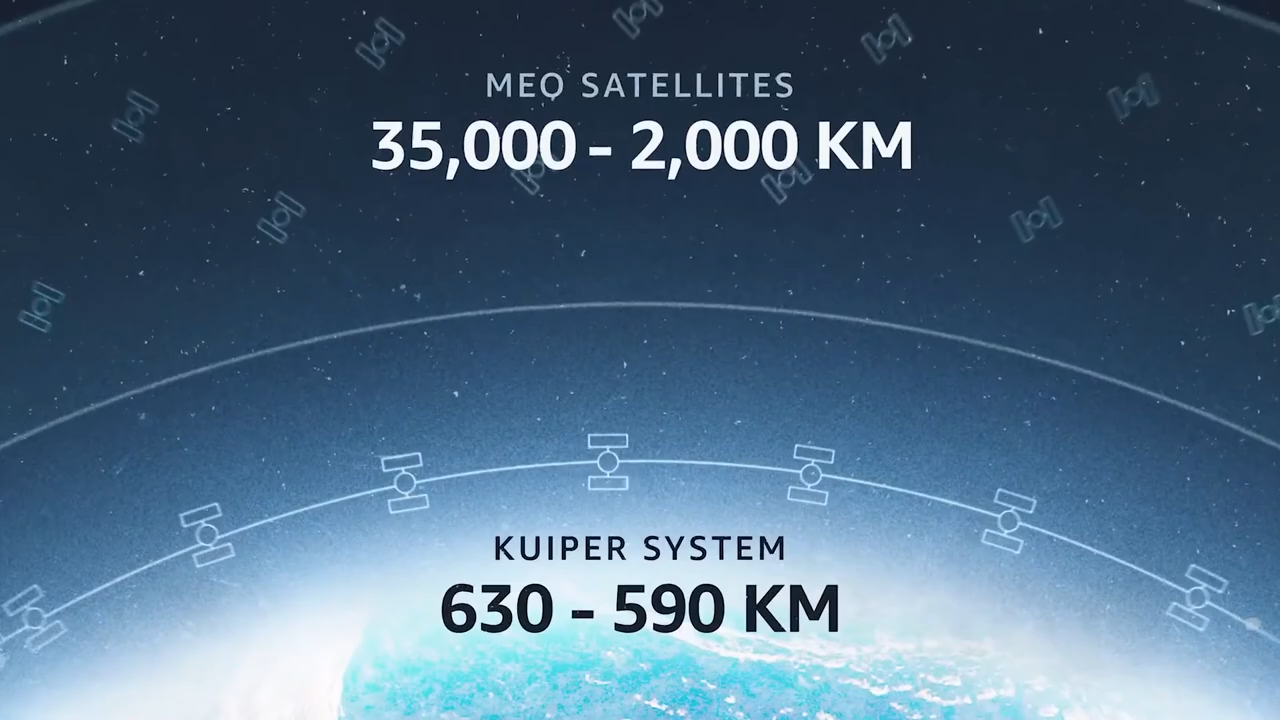 MEO SATELLITES
35,000 - 2,000 KM
KUIPER SYSTEM
630 - 590 KM